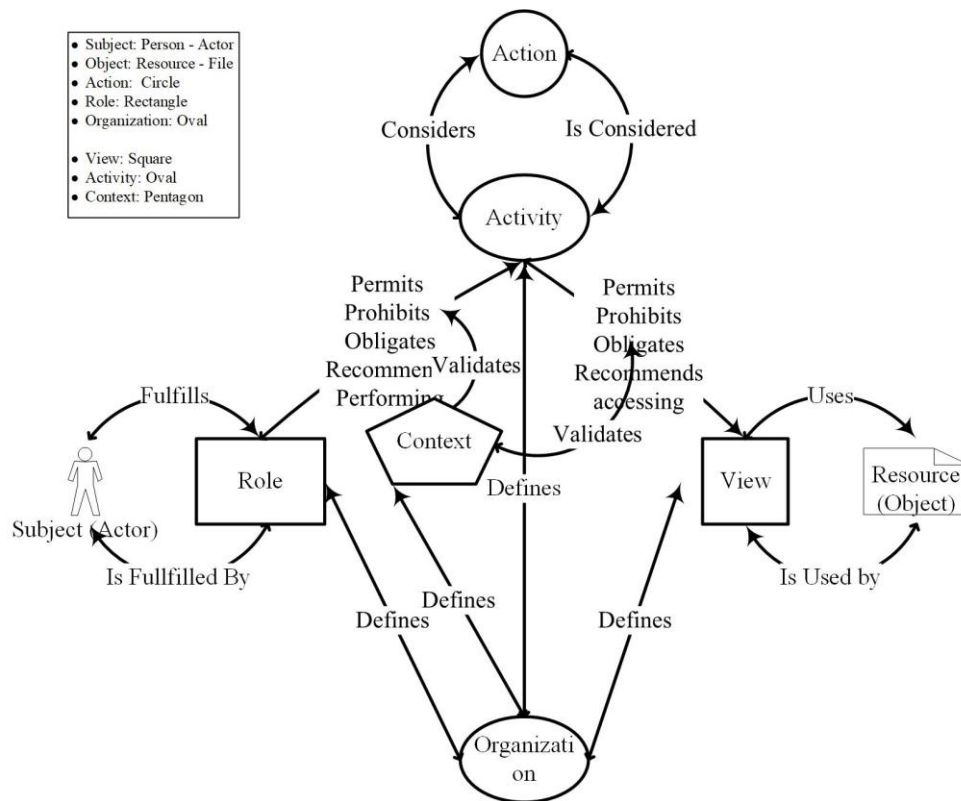 ● Subject: Person - Actor
● Object: Resource - File
● Action:  Circle
● Role: Rectangle
● Organization: Oval
● View: Square
● Activity: Oval
● Context: Pentagon
Action
Considers
Is Considered
Activity
Permits
Prohibits
Obligates
Recommen
Performing
Validates
Permits
Prohibits
Obligates
Recommends
accessing
Validates
Fulfills
Uses
Context
Role
View
Resource
(Object)
Defines
Subject (Actor)
Is Fullfilled By
Is Used by
Defines
Defines
Defines
Organizati
on